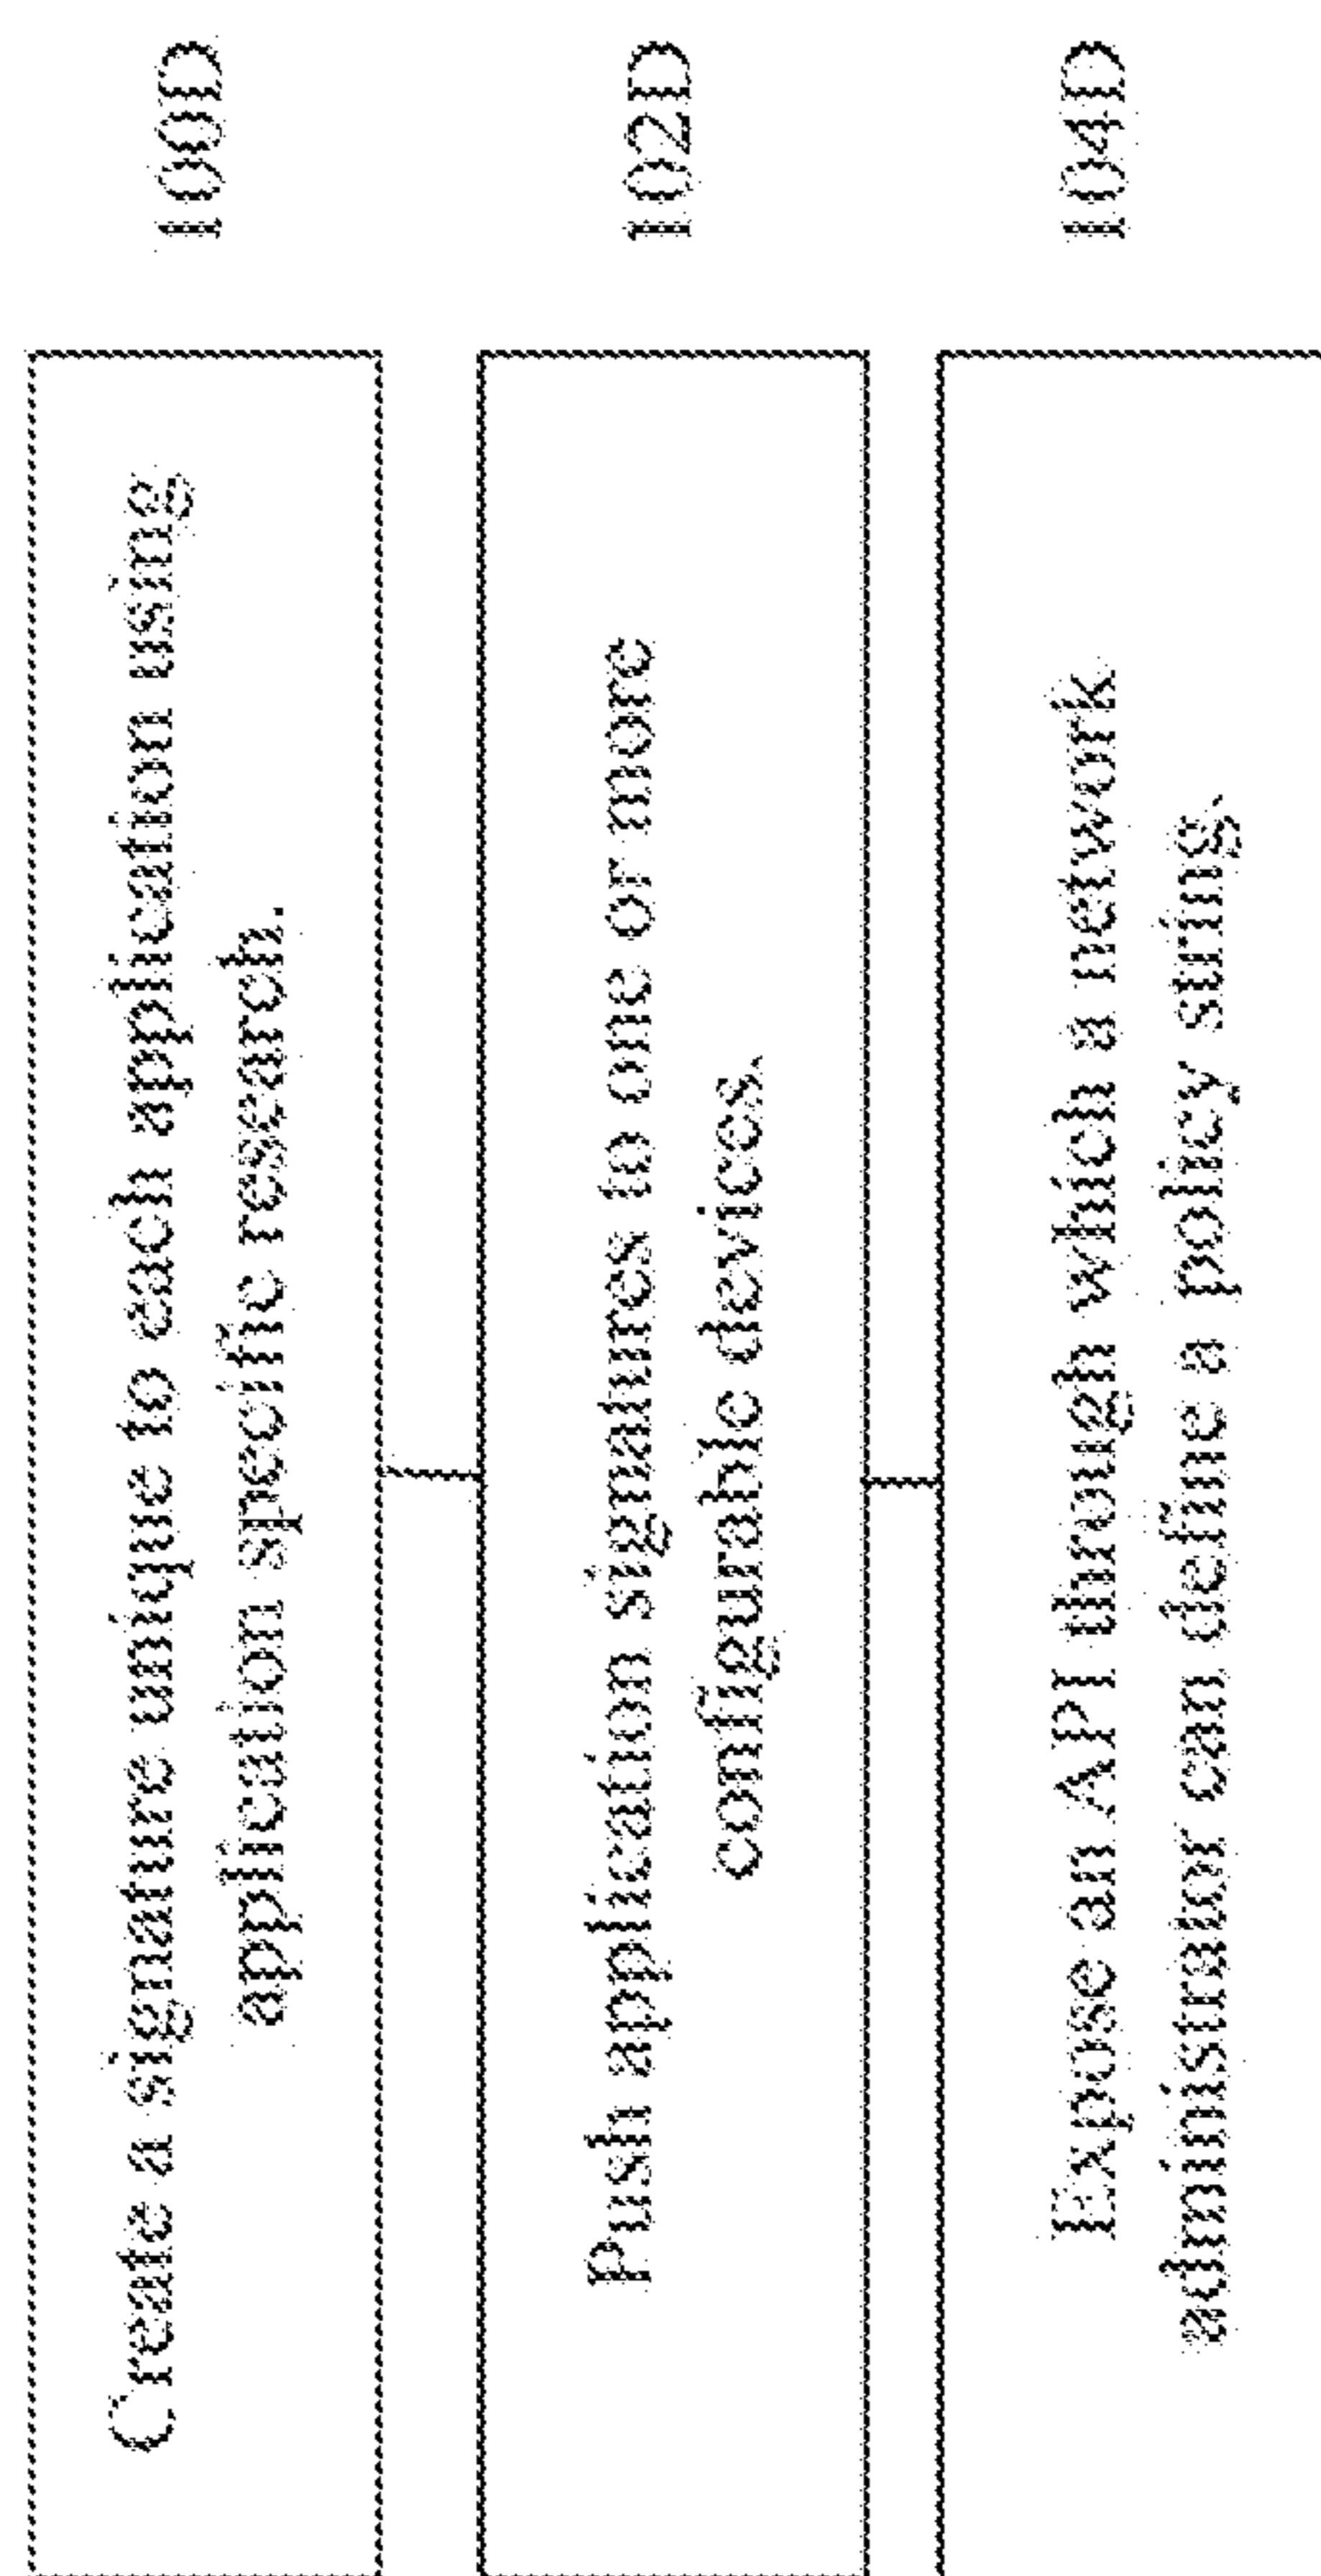 Create a signature unique to each application using
application specific research.
100D
Push application signatures to one or more
configurable devices.
102D
Expose an API through which a network
administrator can define a policy string.
104D